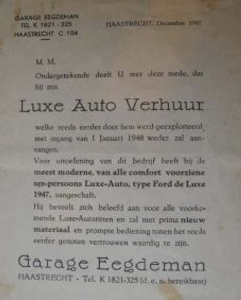 GARAGE EEGDEMAN
TEL. K 1821 - 325
HAASTRECHT C 104
HAASTRECHT, December 1947
M. M.
Ondergetekende deelt U met deze mede, dat
hij zijn
Luxe Auto Verhuur
welke reeds eerder door hem werd geëxploiteerd
met ingang van 1 Januari 1948 weder zal aan-
vangen.
Voor uitoefening van dit bedrijf heeft hij de
meest moderne, van alle comfort voorziene
zes-persoons Luxe-Auto, type Ford de Luxe
1947, aangeschaft.
Hij beveelt zich beleefd aan voor alle voorko-
mende Luxe-Autoritten en zal met prima nieuw
materiaal en prompte bediening tonen het reeds
eerder genoten vertrouwen waardig te zijn.
Garage Eegdeman
HAASTRECHT - Tel. K 1821-325 (d. e. n. bereikbaar)